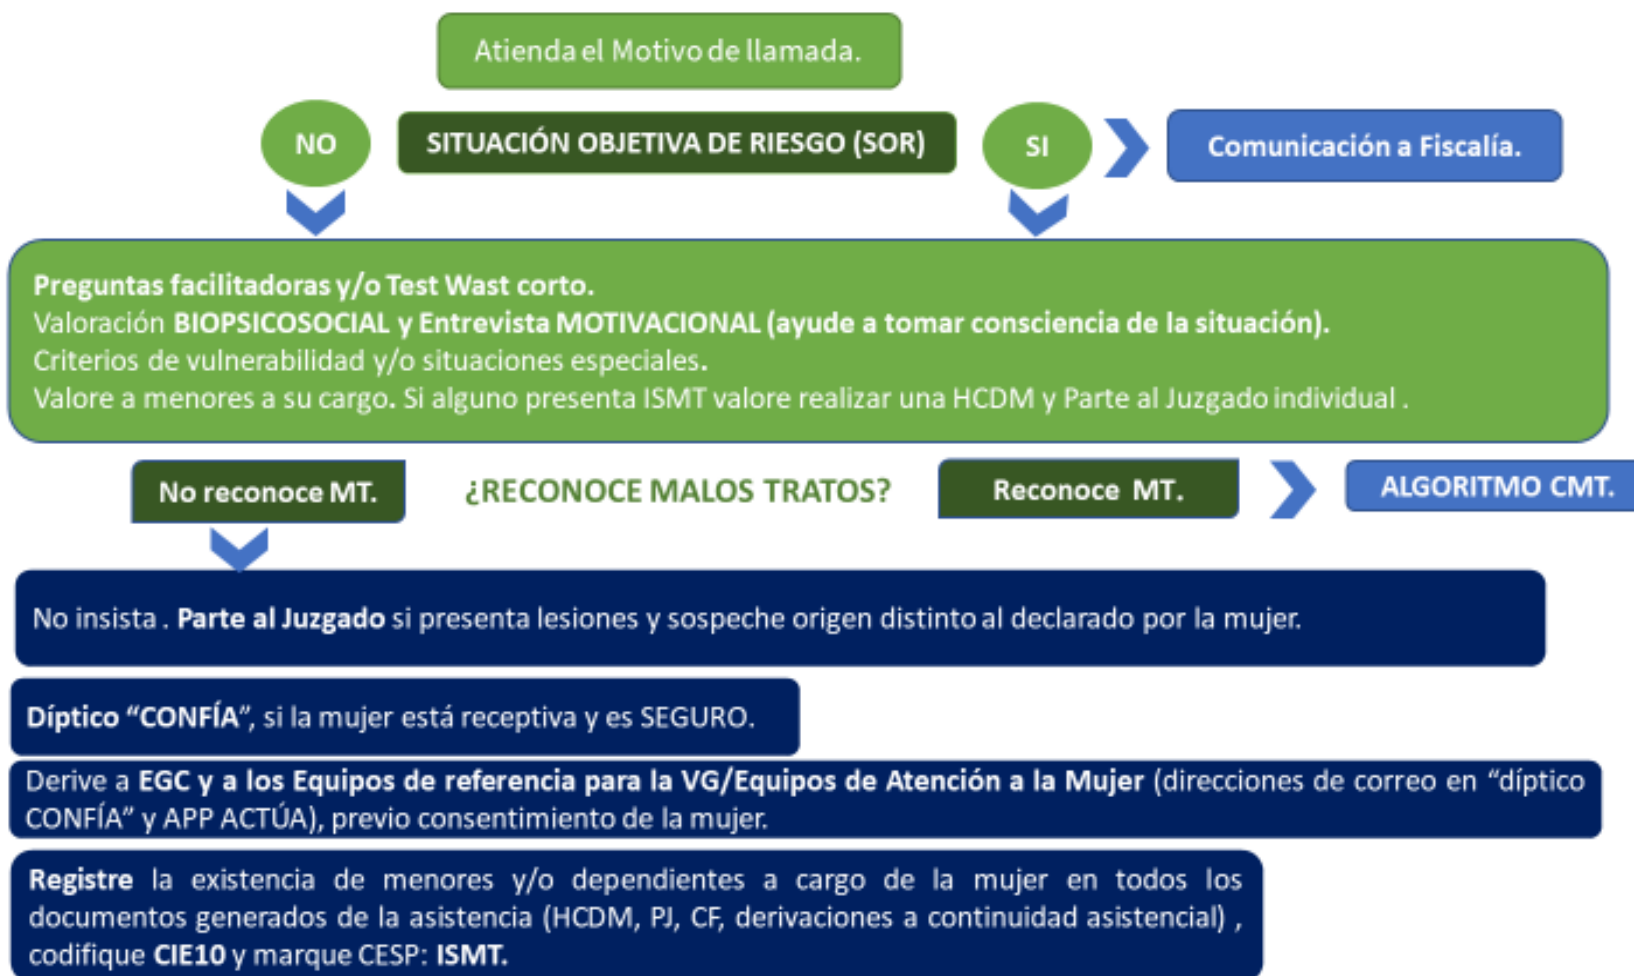 Atienda el Motivo de llamada.
NO
SITUACIÓN OBJETIVA DE RIESGO (SOR)
SI
Comunicación a Fiscalía.
Preguntas facilitadoras y/o Test Wast corto.
Valoración BIOPSICOSOCIAL y Entrevista MOTIVACIONAL (ayude a tomar consciencia de la situación).
Criterios de vulnerabilidad y/o situaciones especiales.
Valore a menores a su cargo. Si alguno presenta ISMT valore realizar una HCDM y Parte al Juzgado individual .
No reconoce MT.
¿RECONOCE MALOS TRATOS?
Reconoce MT.
ALGORITMO CMT.
No insista . Parte al Juzgado si presenta lesiones y sospeche origen distinto al declarado por la mujer.
Díptico “CONFÍA”, si la mujer está receptiva y es SEGURO.
Derive a EGC y a los Equipos de referencia para la VG/Equipos de Atención a la Mujer (direcciones de correo en “díptico
CONFÍA” y APP ACTÚA), previo consentimiento de la mujer.
Registre la existencia de menores y/o dependientes a cargo de la mujer en todos los
documentos generados de la asistencia (HCDM, PJ, CF, derivaciones a continuidad asistencial) ,
codifique CIE10 y marque CESP: ISMT.